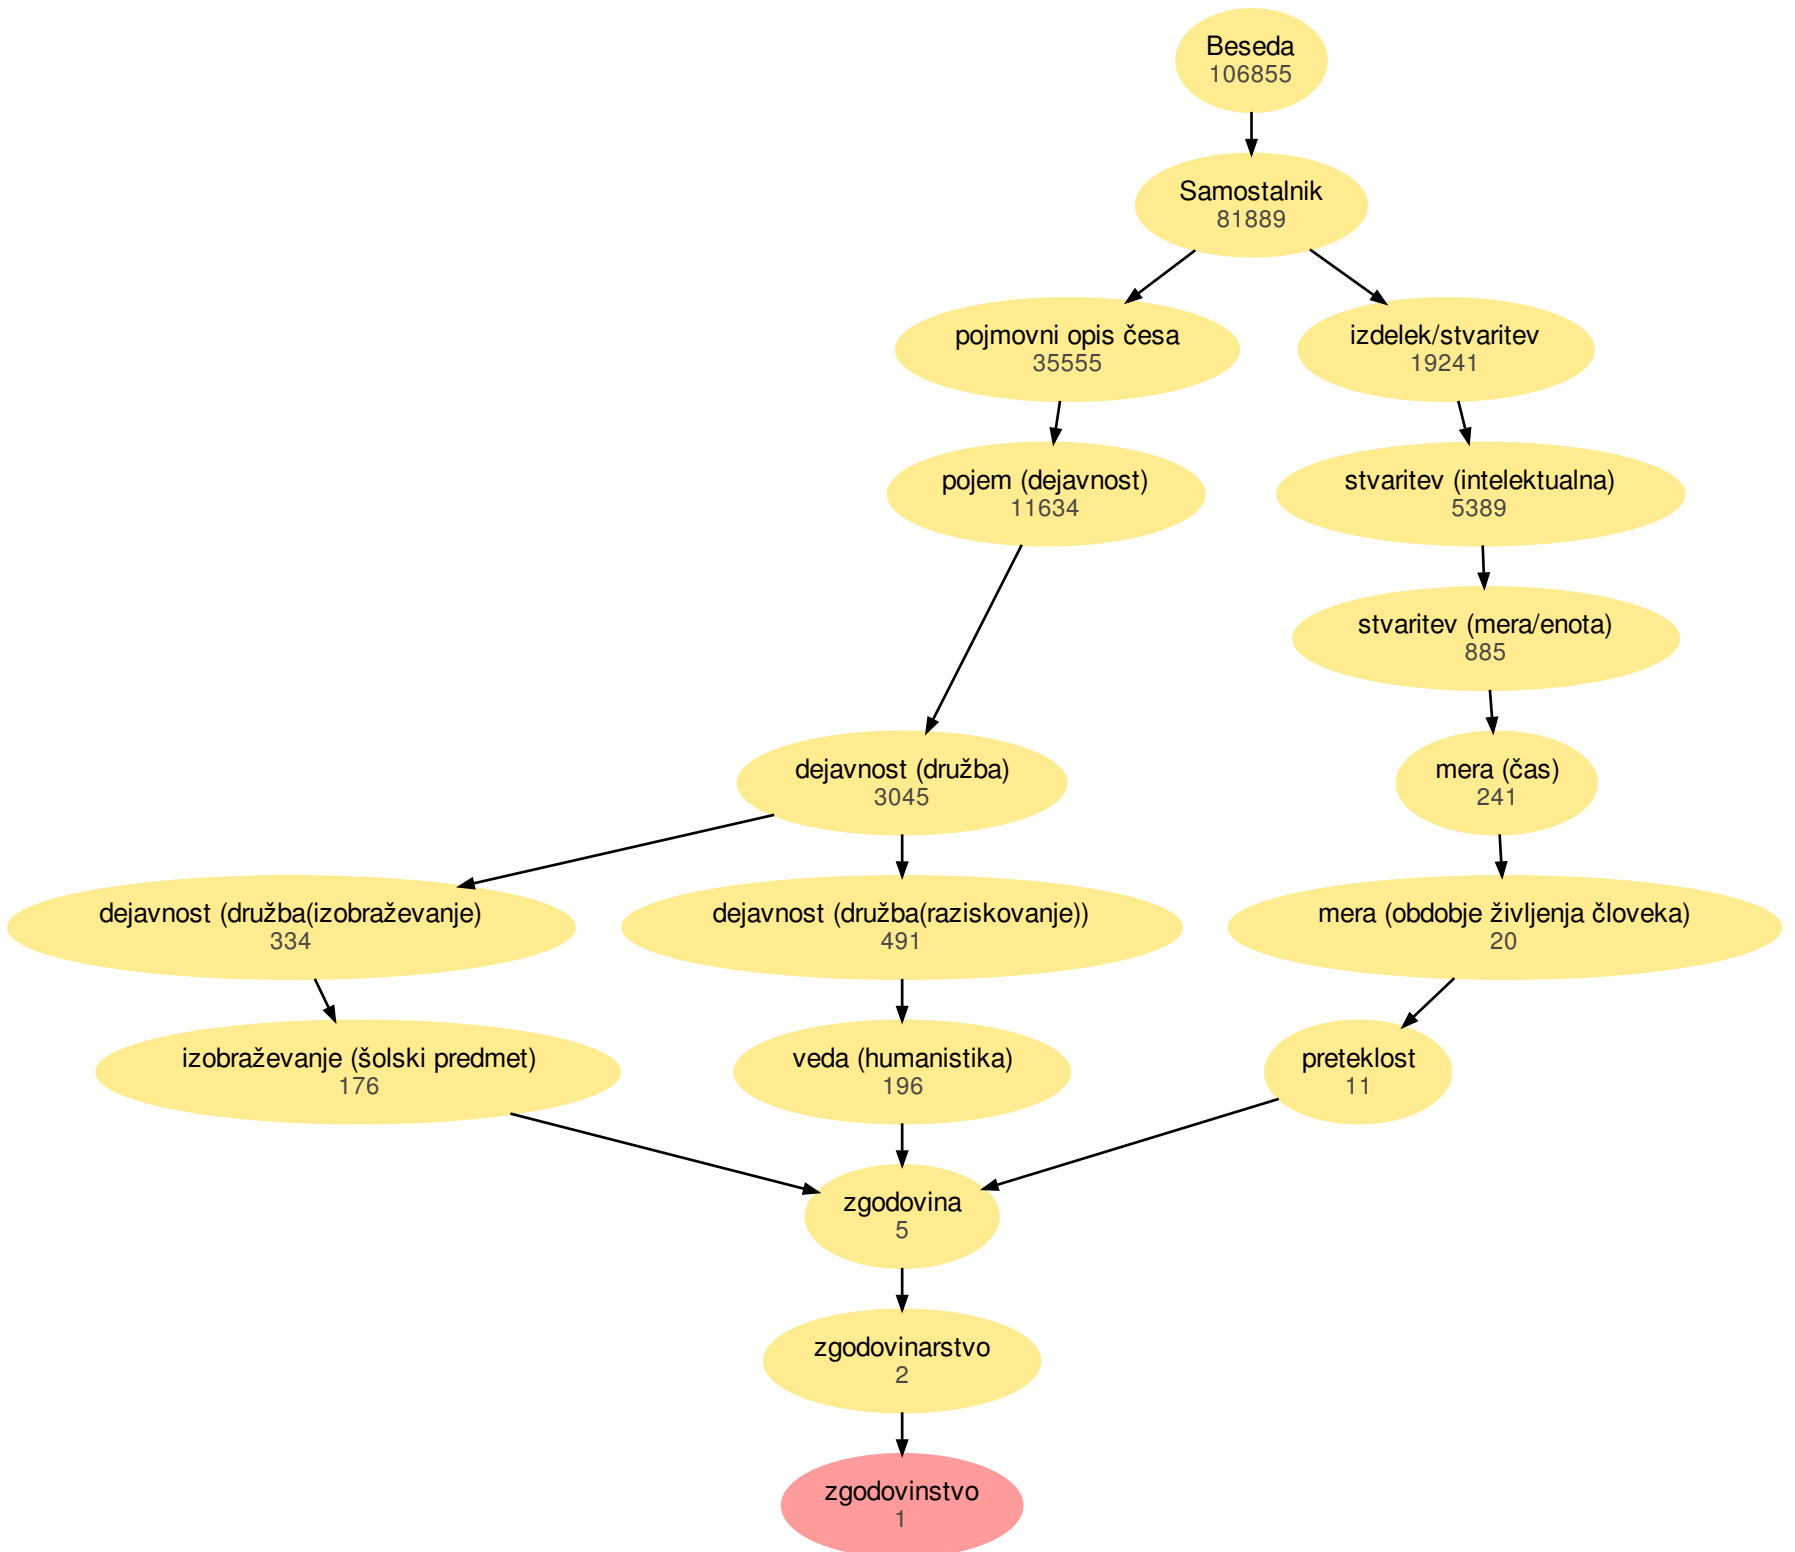 Beseda
106855
Samostalnik
81889
pojmovni opis česa
35555
izdelek/stvaritev
19241
pojem (dejavnost)
11634
stvaritev (intelektualna)
5389
stvaritev (mera/enota)
885
dejavnost (družba)
3045
mera (čas)
241
dejavnost (družba(izobraževanje)
334
dejavnost (družba(raziskovanje))
491
mera (obdobje življenja človeka)
20
izobraževanje (šolski predmet)
176
veda (humanistika)
196
preteklost
11
zgodovina
5
zgodovinarstvo
2
zgodovinstvo
1